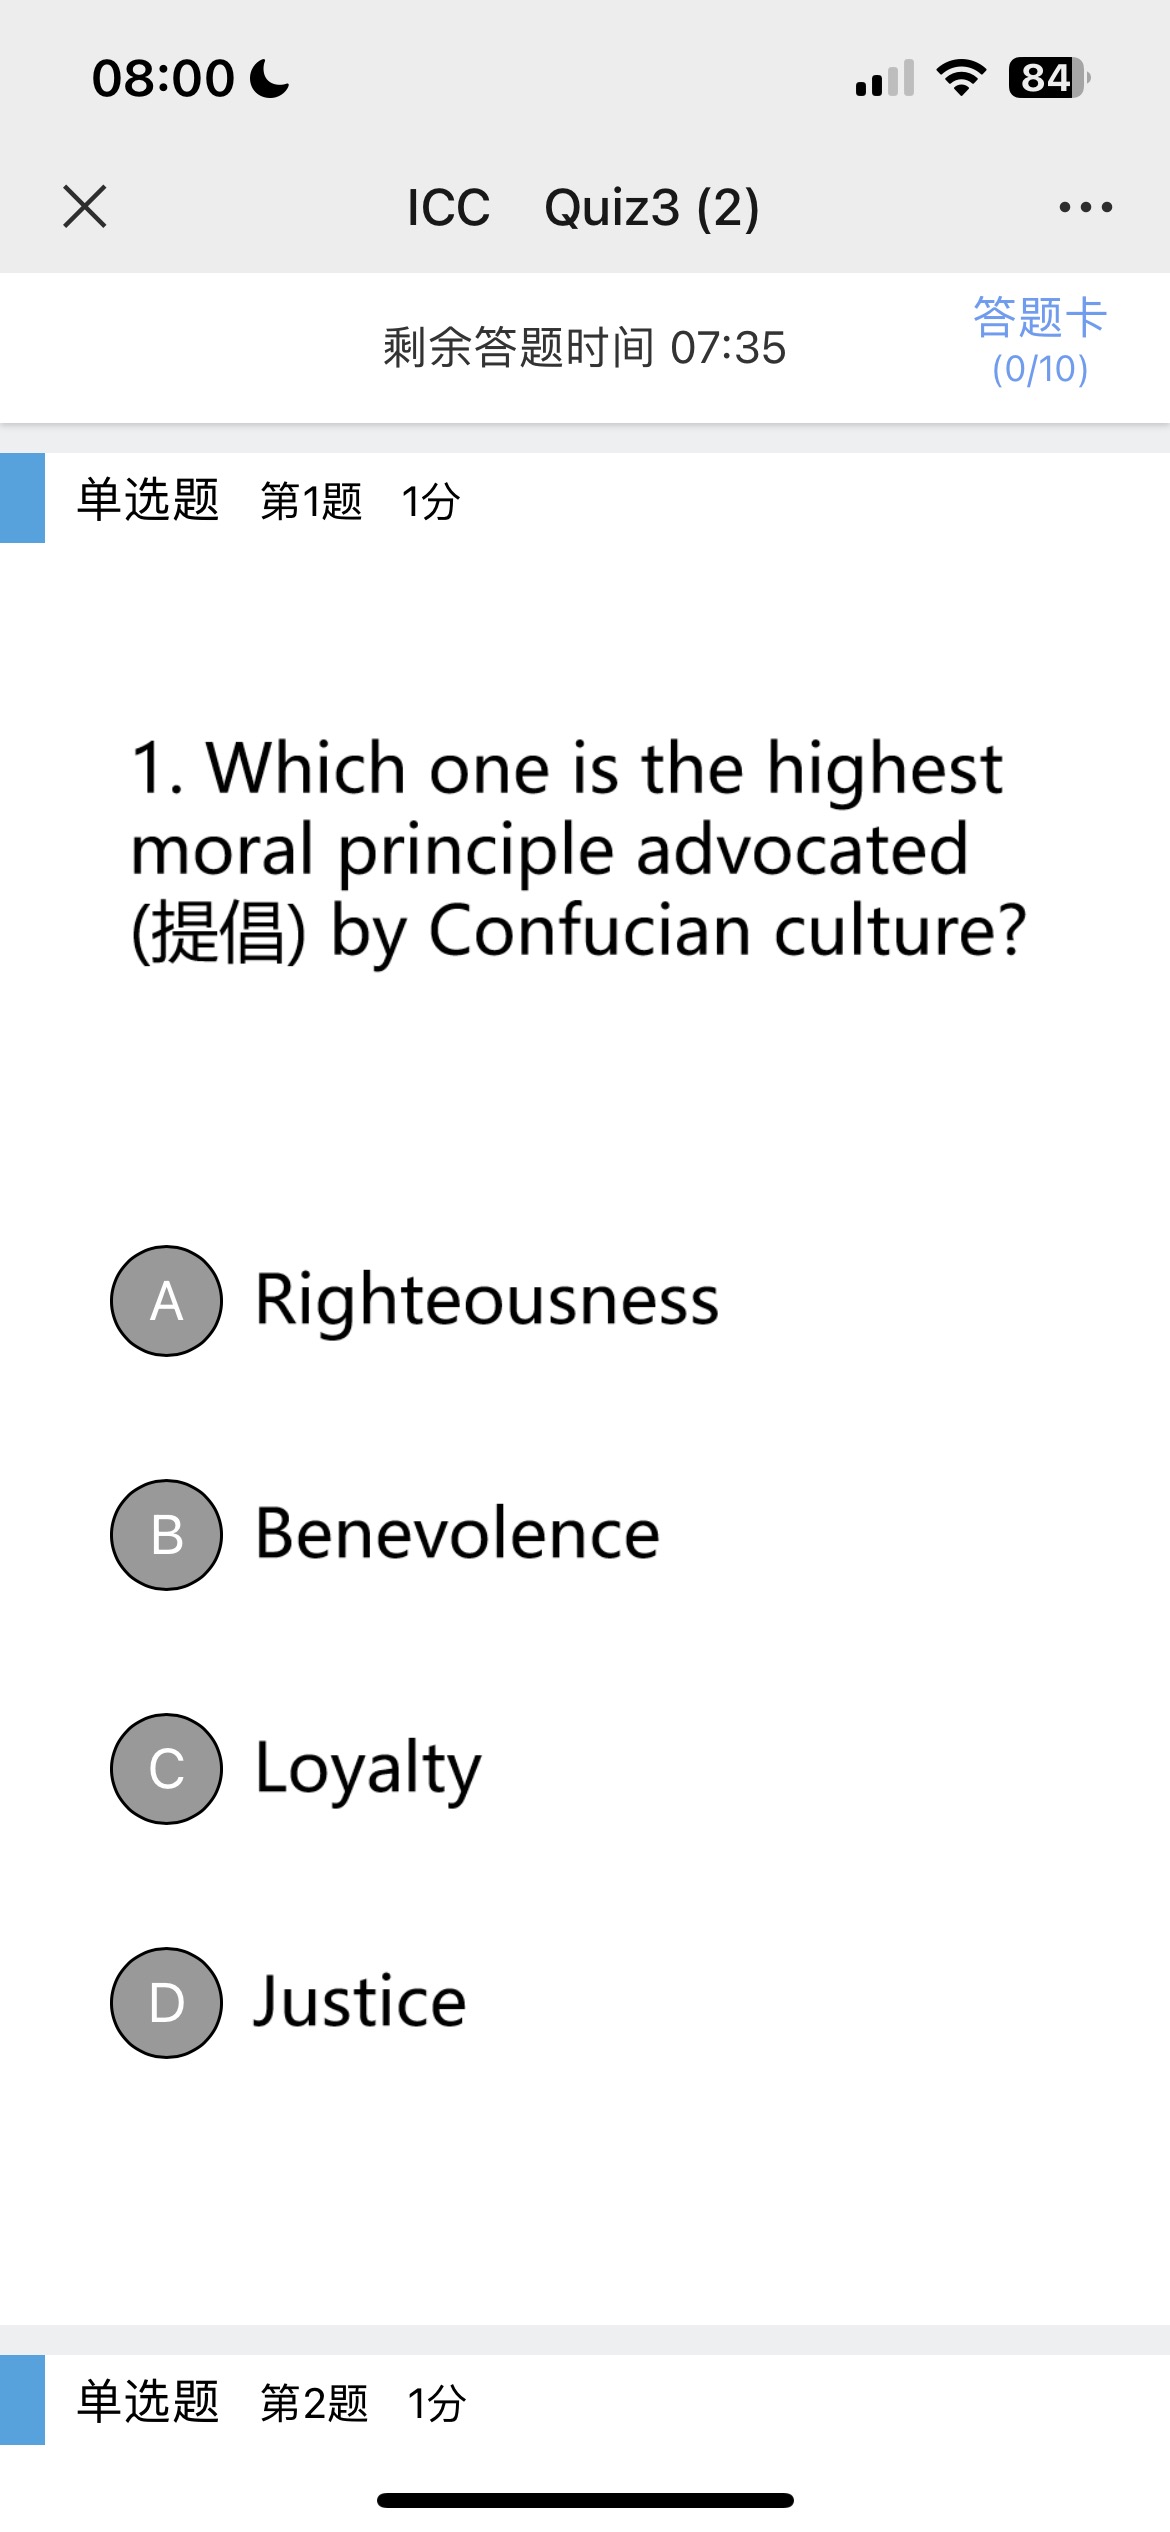 08:00
84
ICC Quiz3 (2)
剩余答题时间 07:35
答题卡
(0/10)
单选题 第1题 1分
1. Which one is the highest
moral principle advocated
(提倡) by Confucian culture?
A Righteousness
B Benevolence
C Loyalty
D Justice
单选题 第2题 1分